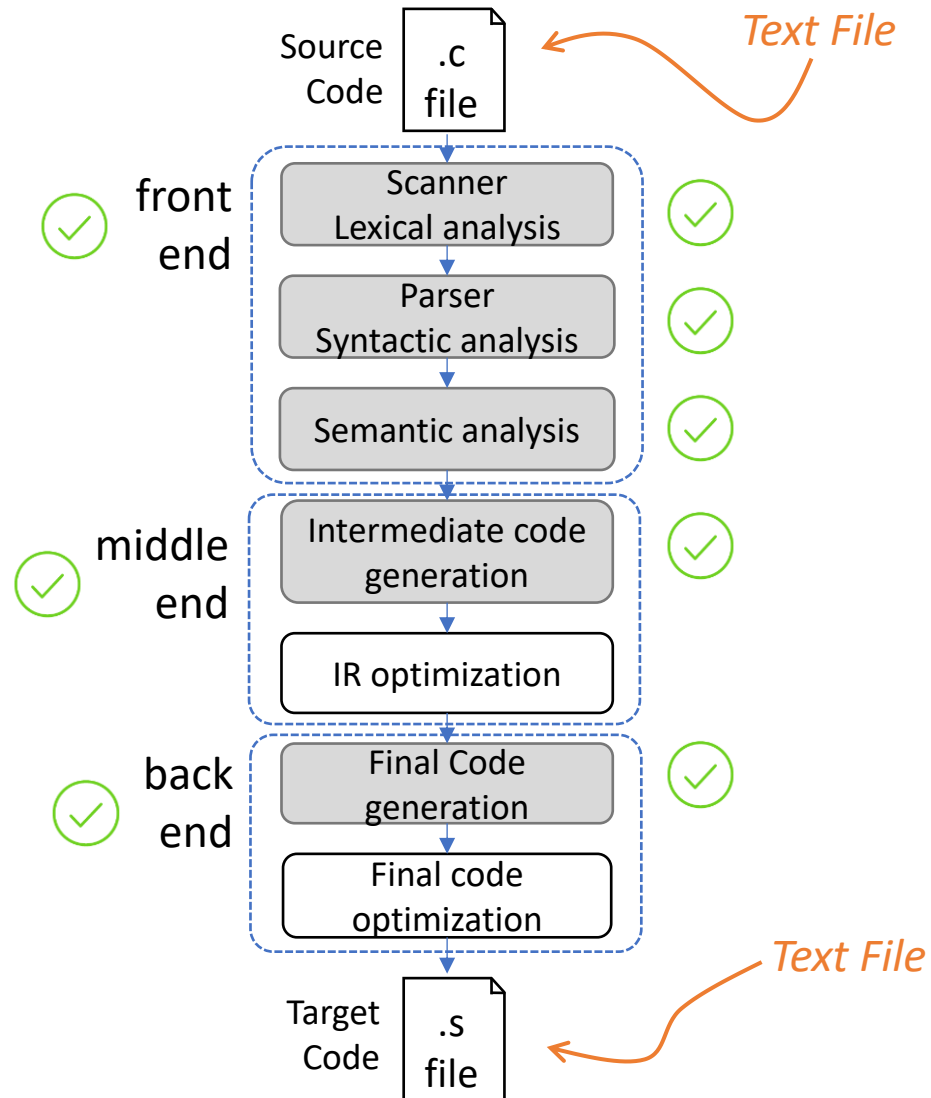 Text File
Source
Code
.c
file
front
end
Scanner
Lexical analysis
Parser
Syntactic analysis
Semantic analysis
middle
end
Intermediate code
generation
IR optimization
back
end
Final Code
generation
Final code
optimization
Text File
Target
Code
.s
file